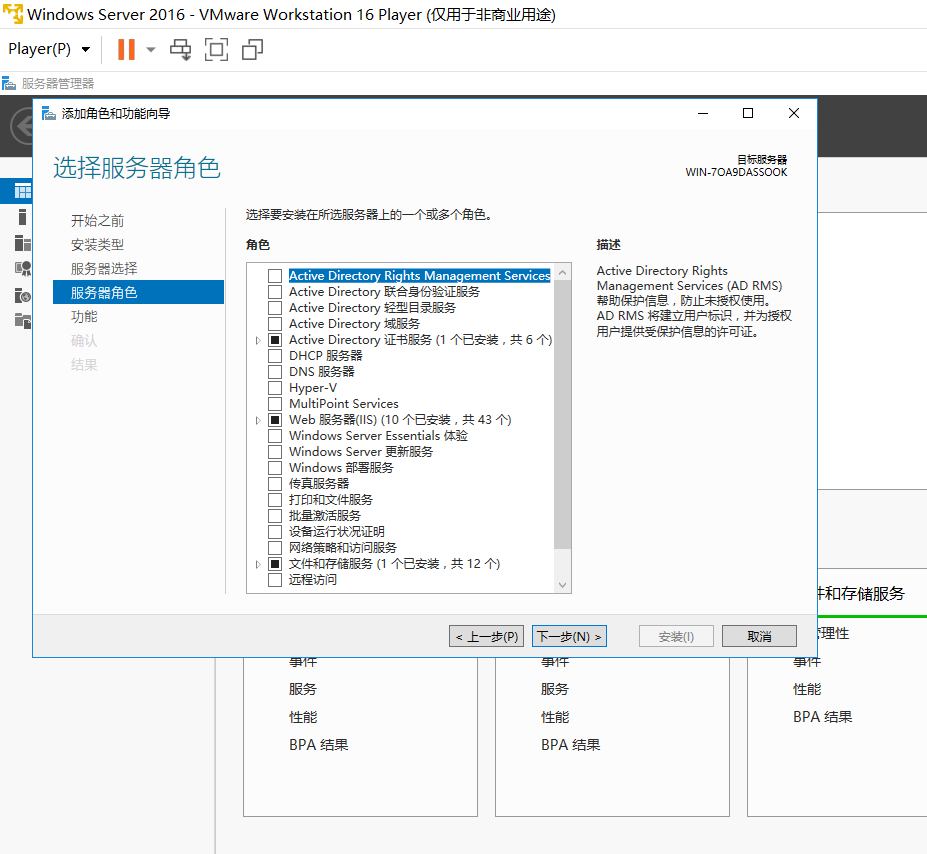 Windows Server 2016 - VMware Workstation 16 Player (仅用于非商业用途)
Player(P)
服务器管理器
添加角色和功能向导
选择服务器角色
目标服务器
WIN-7OA9DASSOOK
开始之前
安装类型
服务器选择
服务器角色
功能
确认
结果
选择要安装在所选服务器上的一个或多个角色。
角色
Active Directory Rights Management Services
Active Directory 联合身份验证服务
Active Directory 轻型目录服务
Active Directory 域服务
Active Directory 证书服务 (1 个已安装，共 6 个)
DHCP 服务器
DNS 服务器
Hyper-V
MultiPoint Services
Web 服务器(IIS) (10 个已安装，共 43 个)
Windows Server Essentials 体验
Windows Server 更新服务
Windows 部署服务
传真服务器
打印和文件服务
批量激活服务
设备运行状况证明
网络策略和访问服务
文件和存储服务 (1 个已安装，共 12 个)
远程访问
描述
Active Directory Rights
Management Services (AD RMS)
帮助保护信息，防止未授权使用。
AD RMS 将建立用户标识，并为授权
用户提供受保护信息的许可证。
< 上一步(P)
下一步(N) >
安装(I)
取消
件和存储服务
管理性
事件
服务
性能
BPA 结果
事件
服务
性能
BPA 结果
事件
性能
BPA 结果